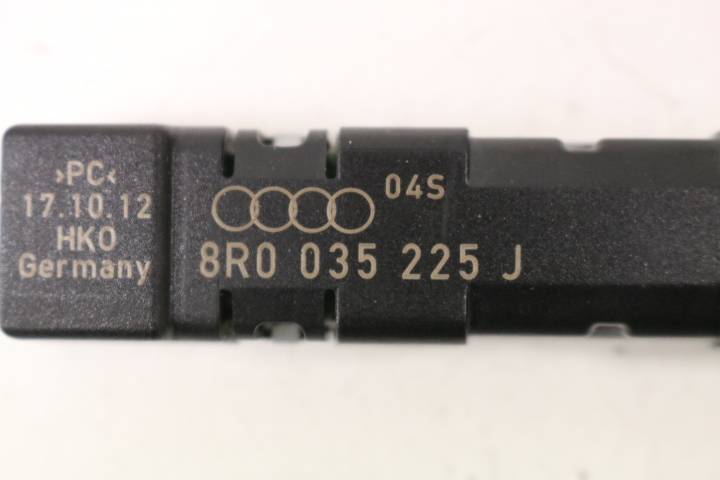 >PC<
17.10.12
HKO
Germany
04S
8R0 035 225 J